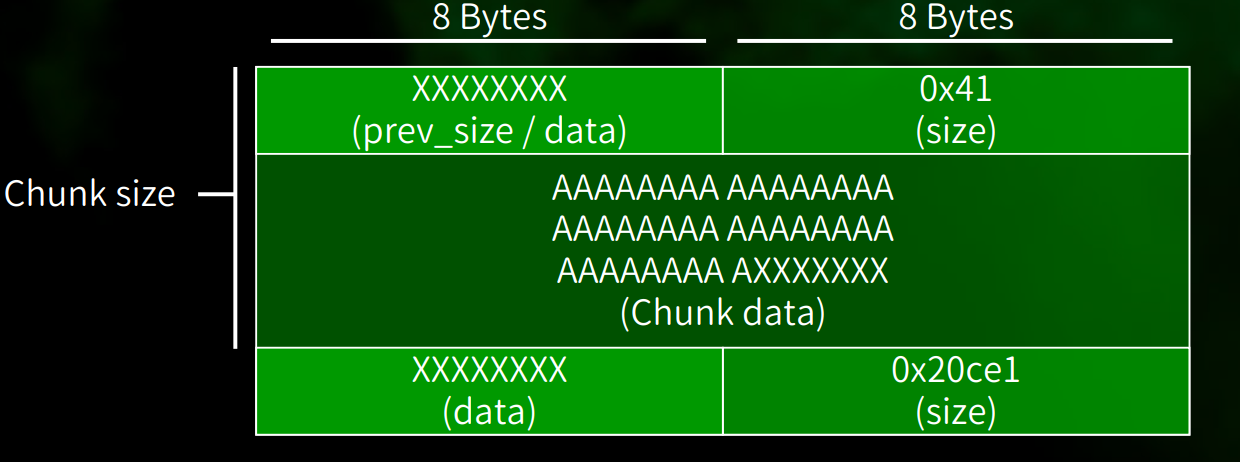 8 Bytes 8 Bytes
XXXXXXXX 0x41
(prev_size / data) (size)
Chunk size
AAAAAAAA AAAAAAAA
AAAAAAAA AAAAAAAA
AAAAAAAA AXXXXXXX
(Chunk data)
XXXXXXXX 0x20ce1
(data) (size)